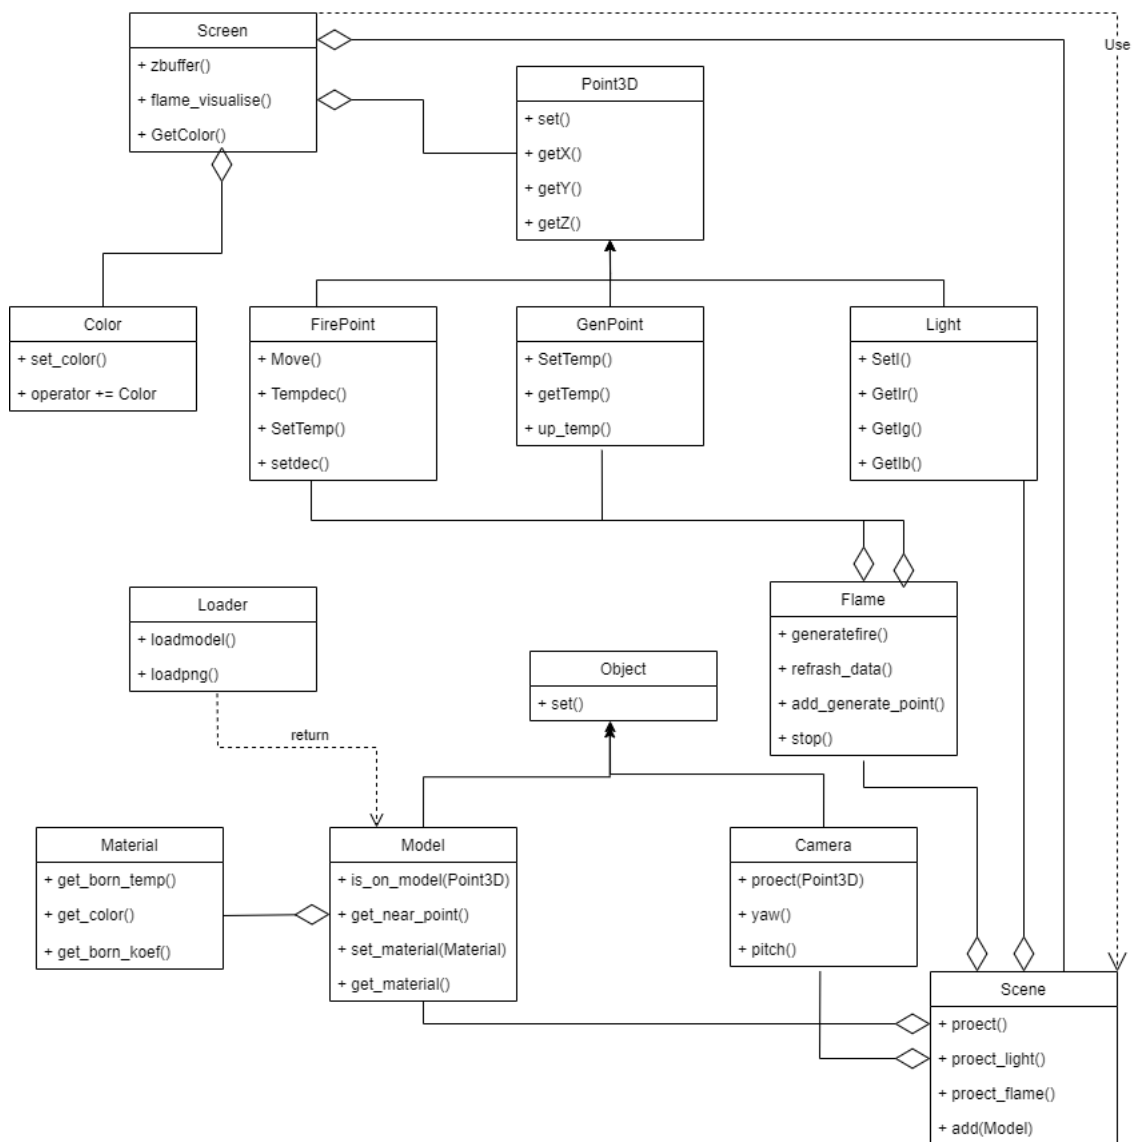 Screen
+ zbuffer()
+ flame_visualise()
+ GetColor()
Use
Point3D
+ set()
+ getX()
+ getY()
+ getZ()
Color
+ set_color()
+ operator += Color
FirePoint
+ Move()
+ Tempdec()
+ SetTemp()
+ setdec()
GenPoint
+ SetTemp()
+ getTemp()
+ up_temp()
Light
+ SetI()
+ GetIr()
+ GetIg()
+ GetIb()
Loader
+ loadmodel()
+ loadpng()
return
Object
+ set()
Flame
+ generatefire()
+ refrash_data()
+ add_generate_point()
+ stop()
Material
+ get_born_temp()
+ get_color()
+ get_born_koef()
Model
+ is_on_model(Point3D)
+ get_near_point()
+ set_material(Material)
+ get_material()
Camera
+ proect(Point3D)
+ yaw()
+ pitch()
Scene
+ proect()
+ proect_light()
+ proect_flame()
+ add(Model)